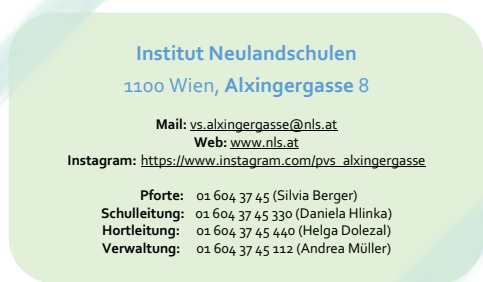 Institut Neulandschulen
1100 Wien, Alxingergasse 8
Mail: vs.alxingergasse@nls.at
Web: www.nls.at
Instagram: https://www.instagram.com/pvs_alxingergasse
Pforte: 01 604 37 45 (Silvia Berger)
Schulleitung: 01 604 37 45 330 (Daniela Hlinka)
Hortleitung: 01 604 37 45 440 (Helga Dolezal)
Verwaltung: 01 604 37 45 112 (Andrea Müller)